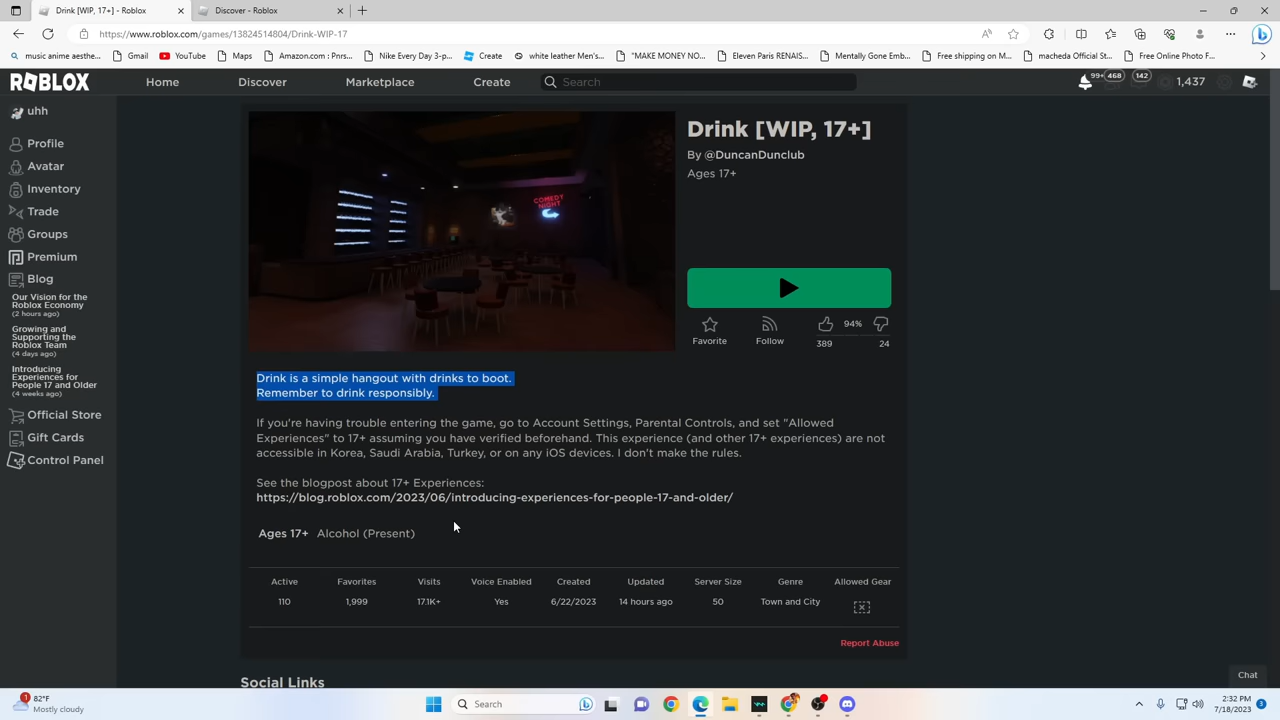 Drink [WIP, 17+] - Roblox
Discover - Roblox
https://www.roblox.com/games/13824514804/Drink-WIP-17
music anime aesthe...
Gmail
YouTube
Maps
Amazon.com : Pnrs...
Nike Every Day 3-p...
Create
white leather Men's...
"MAKE MONEY NO...
Eleven Paris RENAIS...
Mentally Gone Emb...
Free shipping on M...
macheda Official St...
Free Online Photo F...
ROBLOX
Home
Discover
Marketplace
Create
Search
99+
468
142
1,437
uhh
Profile
Avatar
Inventory
Trade
Groups
Premium
Blog
Our Vision for the
Roblox Economy
(2 hours ago)
Growing and
Supporting the
Roblox Team
(4 days ago)
Introducing
Experiences for
People 17 and Older
(4 weeks ago)
Official Store
Gift Cards
Control Panel
COMEDY
NIGHT
Drink [WIP, 17+]
By @DuncanDunclub
Ages 17+
Favorite
Follow
94%
389
24
Drink is a simple hangout with drinks to boot.
Remember to drink responsibly.
If you're having trouble entering the game, go to Account Settings, Parental Controls, and set "Allowed
Experiences" to 17+ assuming you have verified beforehand. This experience (and other 17+ experiences) are not
accessible in Korea, Saudi Arabia, Turkey, or on any iOS devices. I don't make the rules.
See the blogpost about 17+ Experiences:
https://blog.roblox.com/2023/06/introducing-experiences-for-people-17-and-older/
Ages 17+ Alcohol (Present)
Active Favorites Visits Voice Enabled Created Updated Server Size Genre Allowed Gear
110 1,999 17.1K+ Yes 6/22/2023 14 hours ago 50 Town and City
Report Abuse
Social Links
Chat
1
82°F
Mostly cloudy
Search
2:32 PM
7/18/2023
3